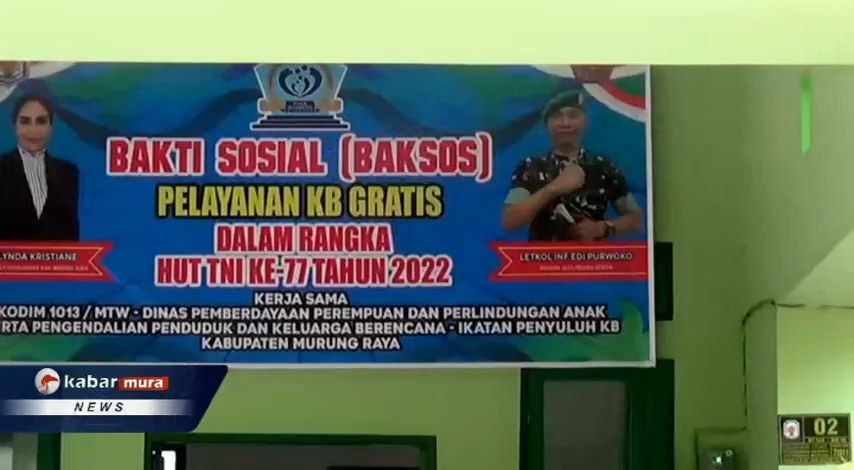 BAKTI SOSIAL (BAKSOS)
PELAYANAN KB GRATIS
DALAM RANGKA
HUT TNI KE-77 TAHUN 2022
LYNDA KRISTIANE
LETKOL INF EDI PURWOKO
KERJA SAMA
KODIM 1013 / MTW - DINAS PEMBERDAYAAN PEREMPUAN DAN PERLINDUNGAN ANAK
ERTA PENGENDALIAN PENDUDUK DAN KELUARGA BERENCANA - IKATAN PENYULUH KB
KABUPATEN MURUNG RAYA
kabar mura
NEWS
02